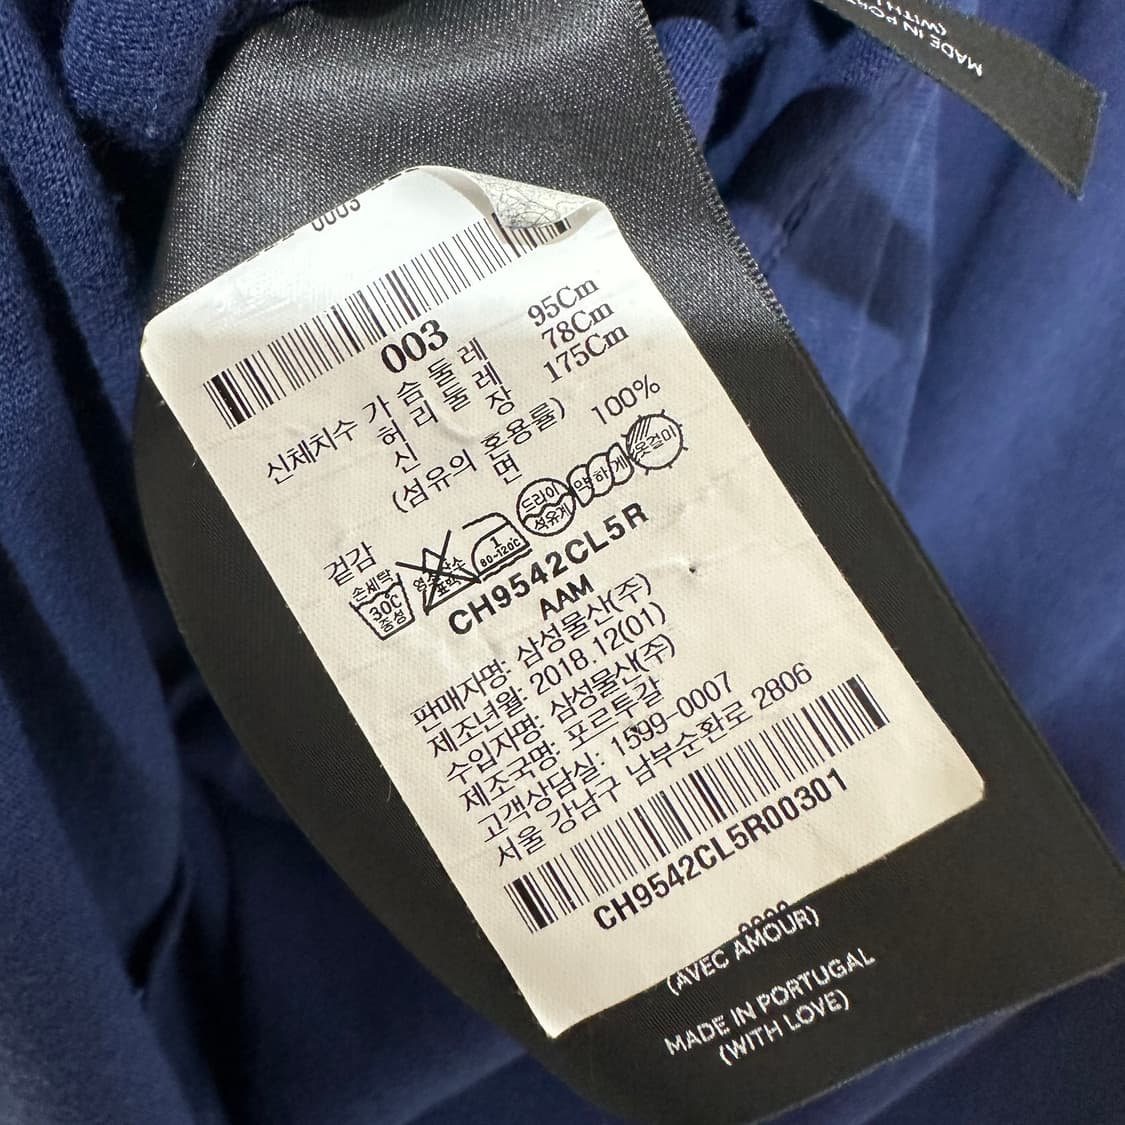 MADE IN POR
(WITH L
0003
003
신체치수 가 슴 둘 레 95Cm
허 리 둘 레 78Cm
신 장 175Cm
(섬유의 혼용률)
겉감 면 100%
손세탁 30℃ 중성
염소산소 표백
1 80~120℃
드라이 석유계
약하게
옷걸이
CH9542CL5R
AAM
판매자명: 삼성물산(주)
제조년월: 2018.12(01)
수입자명: 삼성물산(주)
제조국명: 포르투갈
고객상담실: 1599-0007
서울 강남구 남부순환로 2806
CH9542CL5R00301
(AVEC AMOUR)
MADE IN PORTUGAL
(WITH LOVE)